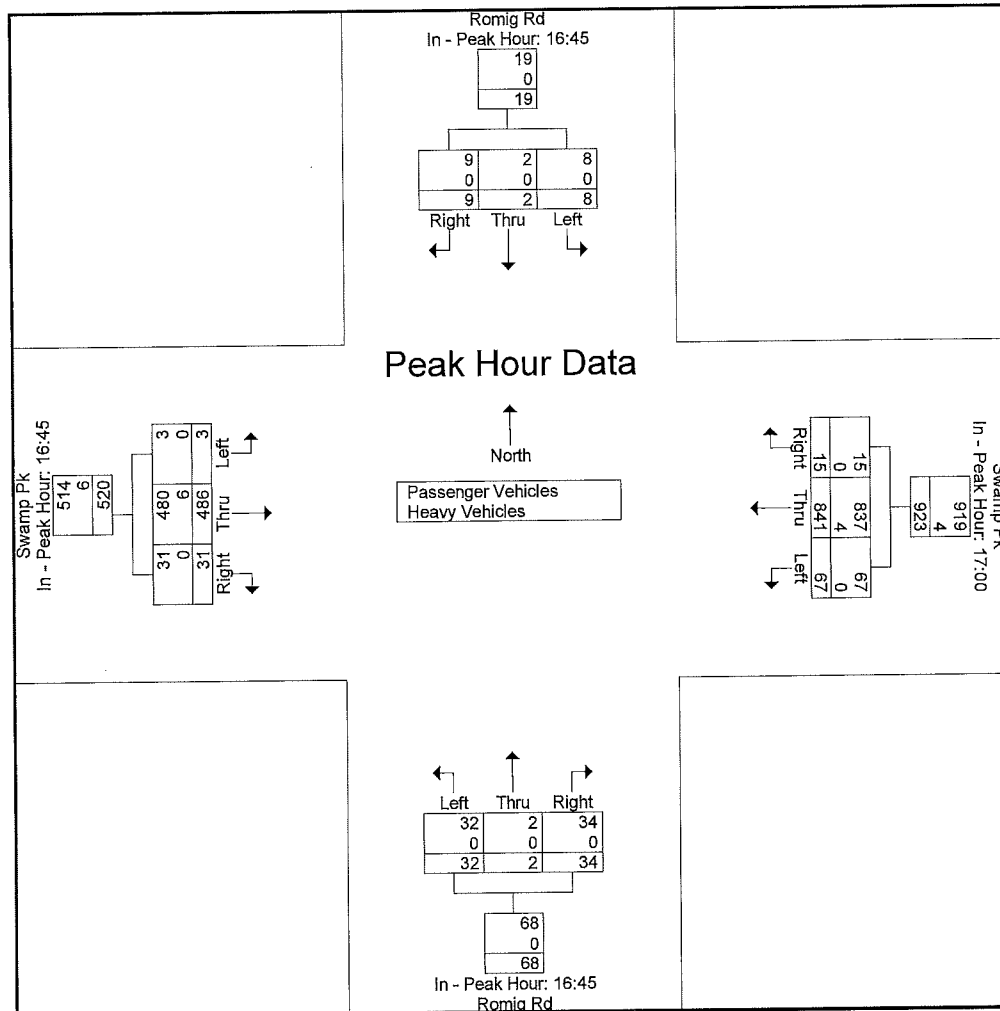 Romig Rd
In - Peak Hour: 16:45
19
0
19
9 2 8
0 0 0
9 2 8
Right Thru Left
Peak Hour Data
North
Passenger Vehicles
Heavy Vehicles
Swamp Pk
In - Peak Hour: 16:45
514
6
520
3 0 3
480 6 486
31 0 31
Left
Thru
Right
Swamp Pk
In - Peak Hour: 17:00
919
4
923
15 0 15
837 4 841
67 0 67
Right
Thru
Left
Left Thru Right
32 2 34
0 0 0
32 2 34
68
0
68
In - Peak Hour: 16:45
Romig Rd